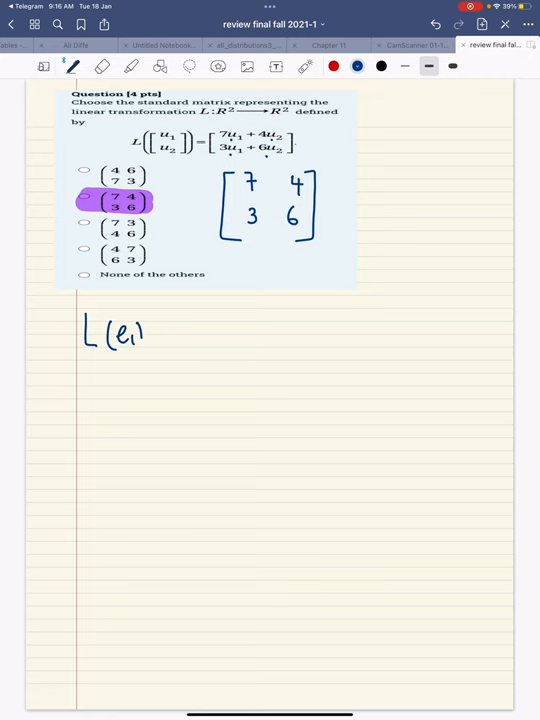 Telegram 9:16 AM Tue 18 Jan 100%
review final fall 2021-1
ables - ... Ali Diffs Untitled Notebook... all_distributions3_... Chapter 11 CamScanner 01-1... review final fal...
Question [4 pts]
Choose the standard matrix representing the
linear transformation L: R² ⟶ R² defined
by
L([u₁ u₂]) = [7u₁ + 4u₂ 3u₁ + 6u₂].
(4 6
7 3)
(7 4
3 6)
(7 3
4 6)
(4 7
6 3)
None of the others
[7 4
3 6]
L(e₁)